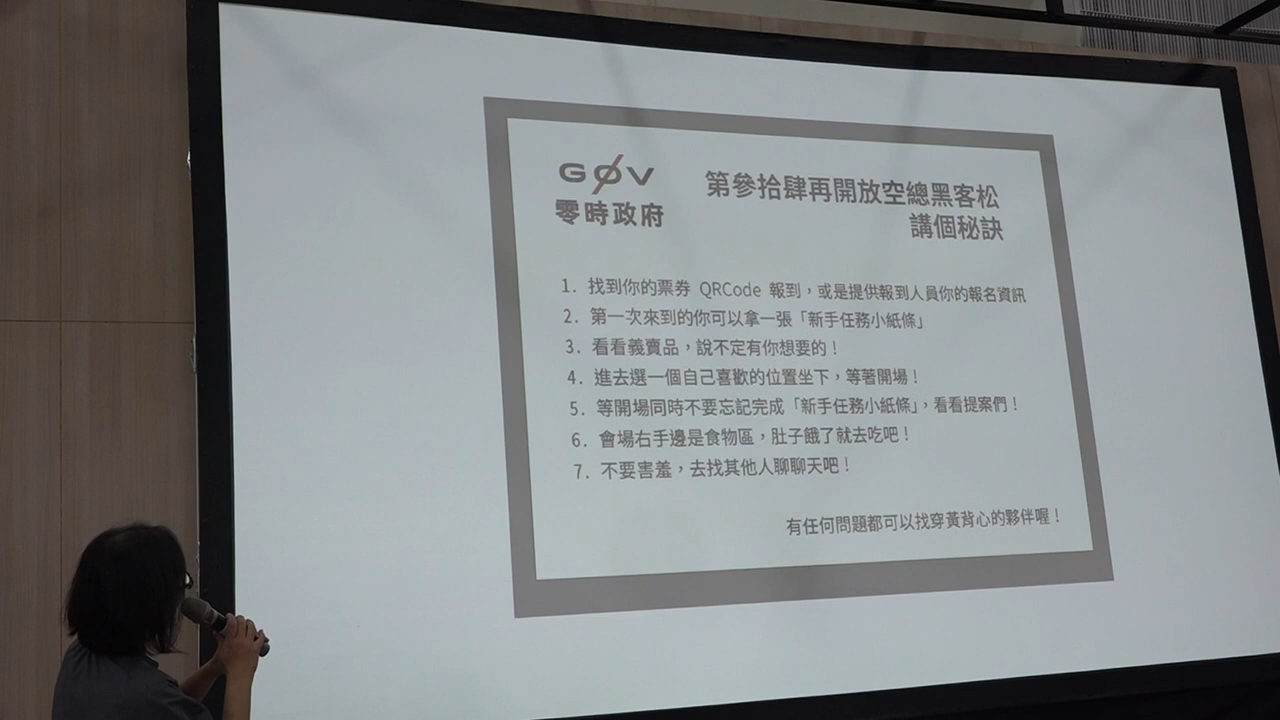 G0V
零時政府
第參拾肆再開放空總黑客松
講個秘訣
1. 找到你的票券 QRCode 報到，或是提供報到人員你的報名資訊
2. 第一次來到的你可以拿一張「新手任務小紙條」
3. 看看義賣品，說不定有你想要的！
4. 進去選一個自己喜歡的位置坐下，等著開場！
5. 等開場同時不要忘記完成「新手任務小紙條」，看看提案們！
6. 會場右手邊是食物區，肚子餓了就去吃吧！
7. 不要害羞，去找其他人聊聊天吧！
有任何問題都可以找穿黃背心的夥伴喔！